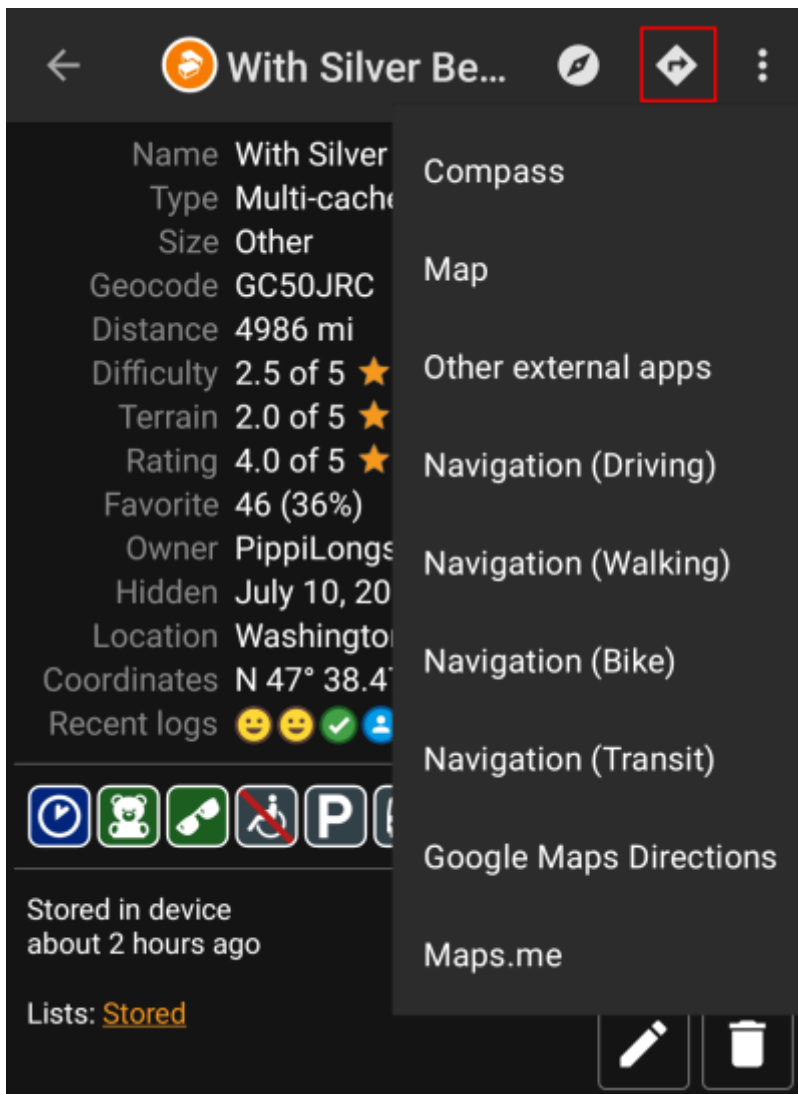 With Silver Be...
Name With Silver
Type Multi-cache
Size Other
Geocode GC50JRC
Distance 4986 mi
Difficulty 2.5 of 5
Terrain 2.0 of 5
Rating 4.0 of 5
Favorite 46 (36%)
Owner PippiLongs
Hidden July 10, 20
Location Washington
Coordinates N 47° 38.47
Recent logs
P
Stored in device
about 2 hours ago
Lists: Stored
Compass
Map
Other external apps
Navigation (Driving)
Navigation (Walking)
Navigation (Bike)
Navigation (Transit)
Google Maps Directions
Maps.me